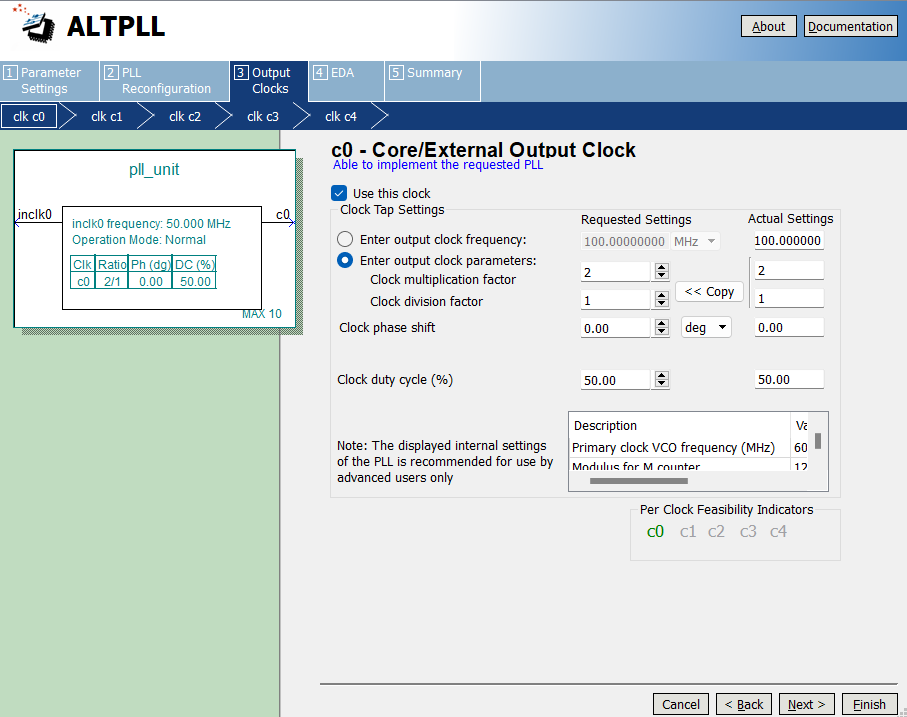 ALTPLL
About
Documentation
1 Parameter Settings
2 PLL Reconfiguration
3 Output Clocks
4 EDA
5 Summary
clk c0
clk c1
clk c2
clk c3
clk c4
pll_unit
inclk0
c0
inclk0 frequency: 50.000 MHz
Operation Mode: Normal
Clk Ratio Ph (dg) DC (%)
c0 2/1 0.00 50.00
MAX 10
c0 - Core/External Output Clock
Able to implement the requested PLL
Use this clock
Clock Tap Settings
Requested Settings
Actual Settings
Enter output clock frequency:
100.00000000
MHz
100.000000
Enter output clock parameters:
Clock multiplication factor
2
2
<< Copy
Clock division factor
1
1
Clock phase shift
0.00
deg
0.00
Clock duty cycle (%)
50.00
50.00
Note: The displayed internal settings
of the PLL is recommended for use by
advanced users only
Description
Primary clock VCO frequency (MHz) 60
Modulus for M counter 12
Per Clock Feasibility Indicators
c0 c1 c2 c3 c4
Cancel
< Back
Next >
Finish